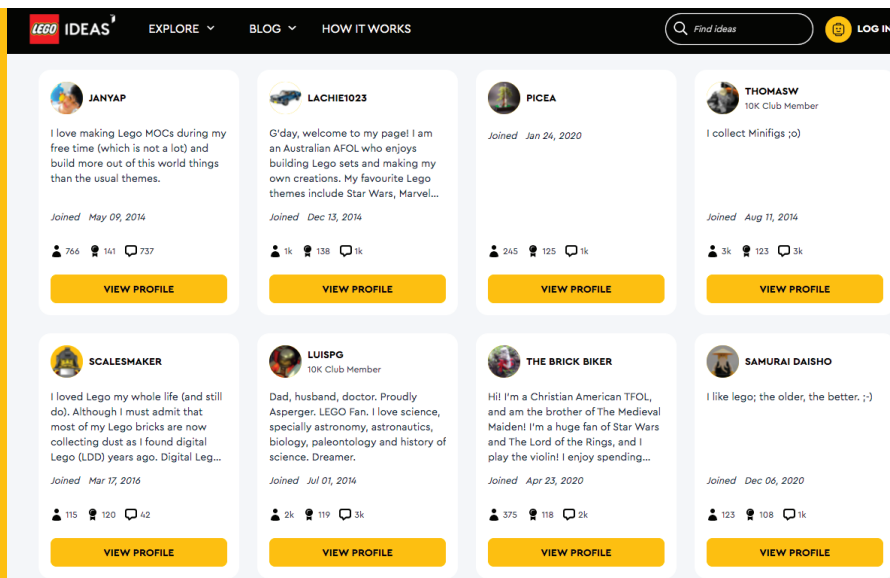 LEGO IDEAS EXPLORE BLOG HOW IT WORKS Find ideas LOG IN
JANYAP
I love making Lego MOCs during my
free time (which is not a lot) and
build more out of this world things
than the usual themes.
Joined May 09, 2014
766 141 737
VIEW PROFILE
LACHIE1023
G'day, welcome to my page! I am
an Australian AFOL who enjoys
building Lego sets and making my
own creations. My favourite Lego
themes include Star Wars, Marvel...
Joined Dec 13, 2014
1k 138 1k
VIEW PROFILE
PICEA
Joined Jan 24, 2020
245 125 1k
VIEW PROFILE
THOMASW
10K Club Member
I collect Minifigs ;o)
Joined Aug 11, 2014
3k 123 3k
VIEW PROFILE
SCALESMAKER
I loved Lego my whole life (and still
do). Although I must admit that
most of my Lego bricks are now
collecting dust as I found digital
Lego (LDD) years ago. Digital Leg...
Joined Mar 17, 2016
115 120 42
VIEW PROFILE
LUISPG
10K Club Member
Dad, husband, doctor. Proudly
Asperger. LEGO Fan. I love science,
specially astronomy, astronautics,
biology, paleontology and history of
science. Dreamer.
Joined Jul 01, 2014
2k 119 3k
VIEW PROFILE
THE BRICK BIKER
Hi! I'm a Christian American TFOL,
and am the brother of The Medieval
Maiden! I'm a huge fan of Star Wars
and The Lord of the Rings, and I
play the violin! I enjoy spending...
Joined Apr 23, 2020
375 118 2k
VIEW PROFILE
SAMURAI DAISHO
I like lego; the older, the better. ;-)
Joined Dec 06, 2020
123 108 1k
VIEW PROFILE